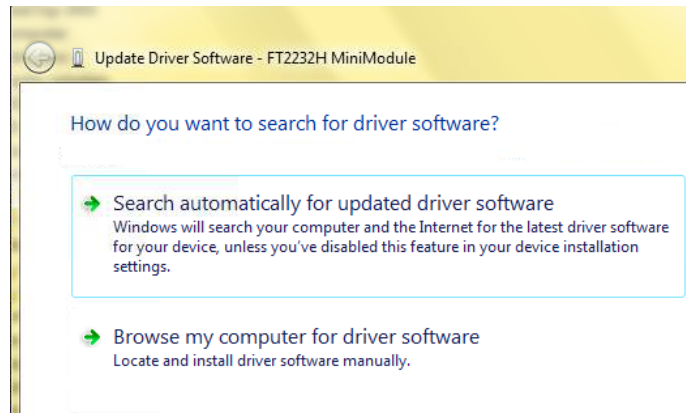 Update Driver Software - FT2232H MiniModule
How do you want to search for driver software?
Search automatically for updated driver software
Windows will search your computer and the Internet for the latest driver software
for your device, unless you've disabled this feature in your device installation
settings.
Browse my computer for driver software
Locate and install driver software manually.